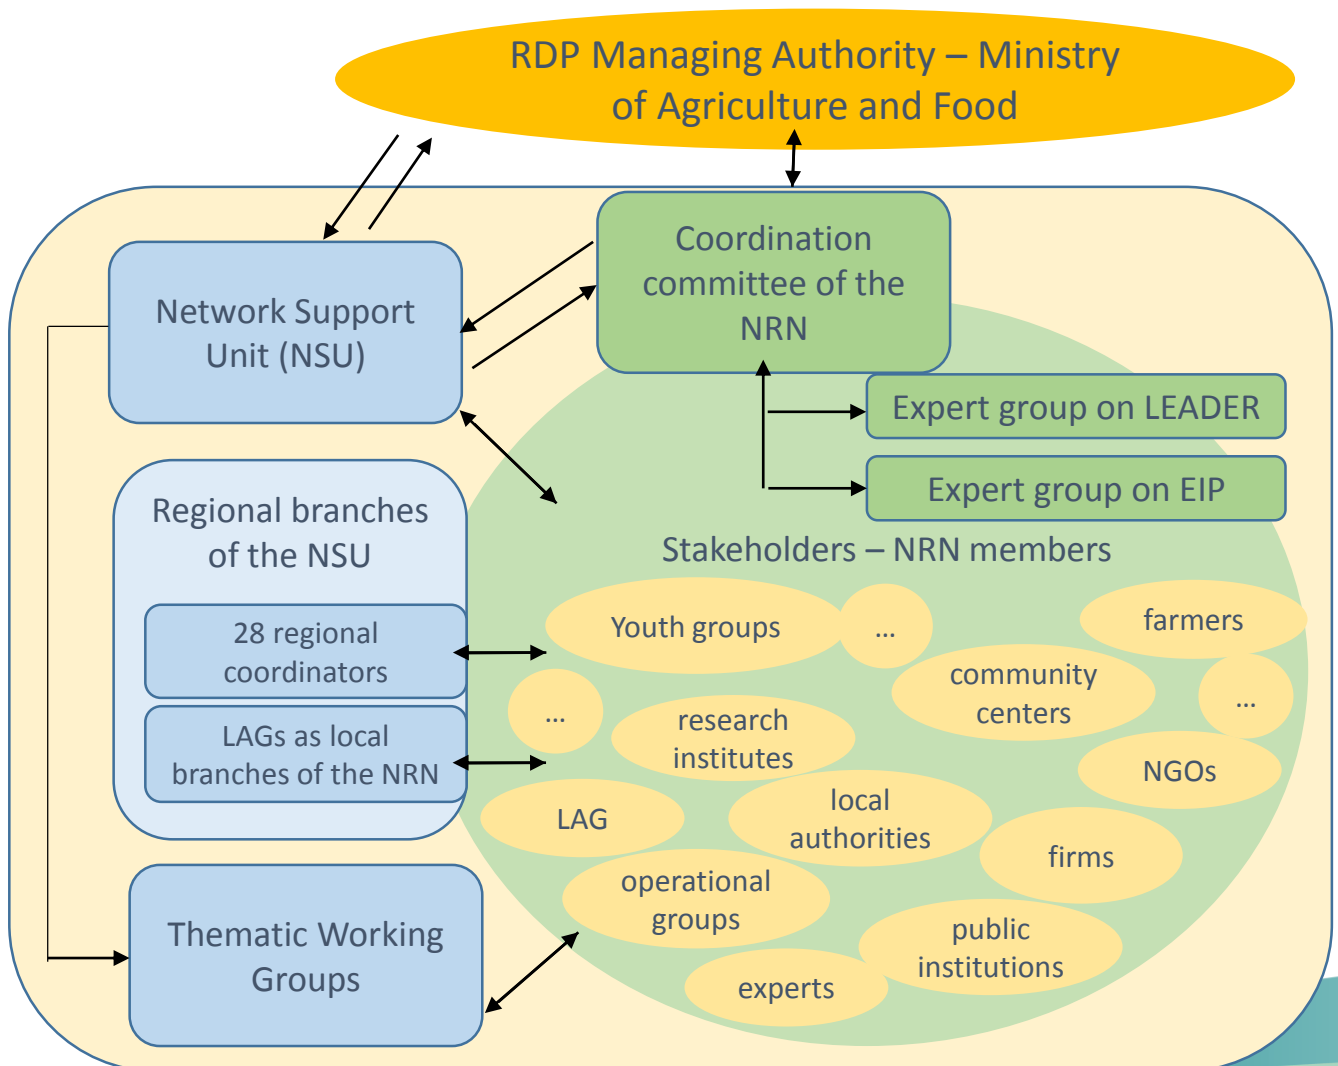 RDP Managing Authority – Ministry
of Agriculture and Food
Coordination
committee of the
NRN
Network Support
Unit (NSU)
Expert group on LEADER
Expert group on EIP
Regional branches
of the NSU
28 regional
coordinators
LAGs as local
branches of the NRN
Thematic Working
Groups
Stakeholders – NRN members
Youth groups
...
farmers
community
centers
...
...
research
institutes
NGOs
LAG
local
authorities
firms
operational
groups
public
institutions
experts